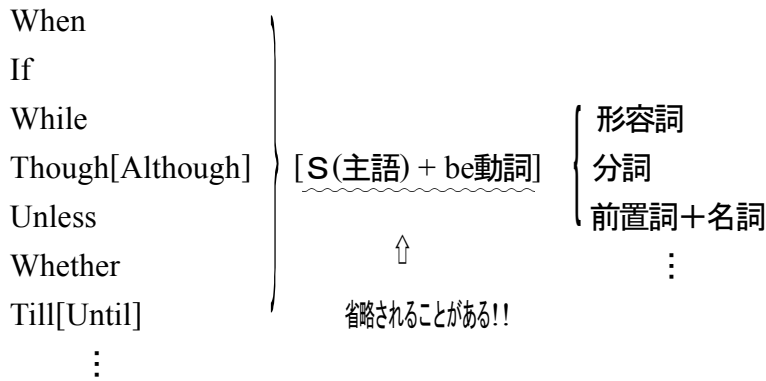 When
If
While
Though[Although]
Unless
Whether
Till[Until]
⋮
[S(主語) + be動詞]
⇧
省略されることがある!!
形容詞
分詞
前置詞＋名詞
⋮